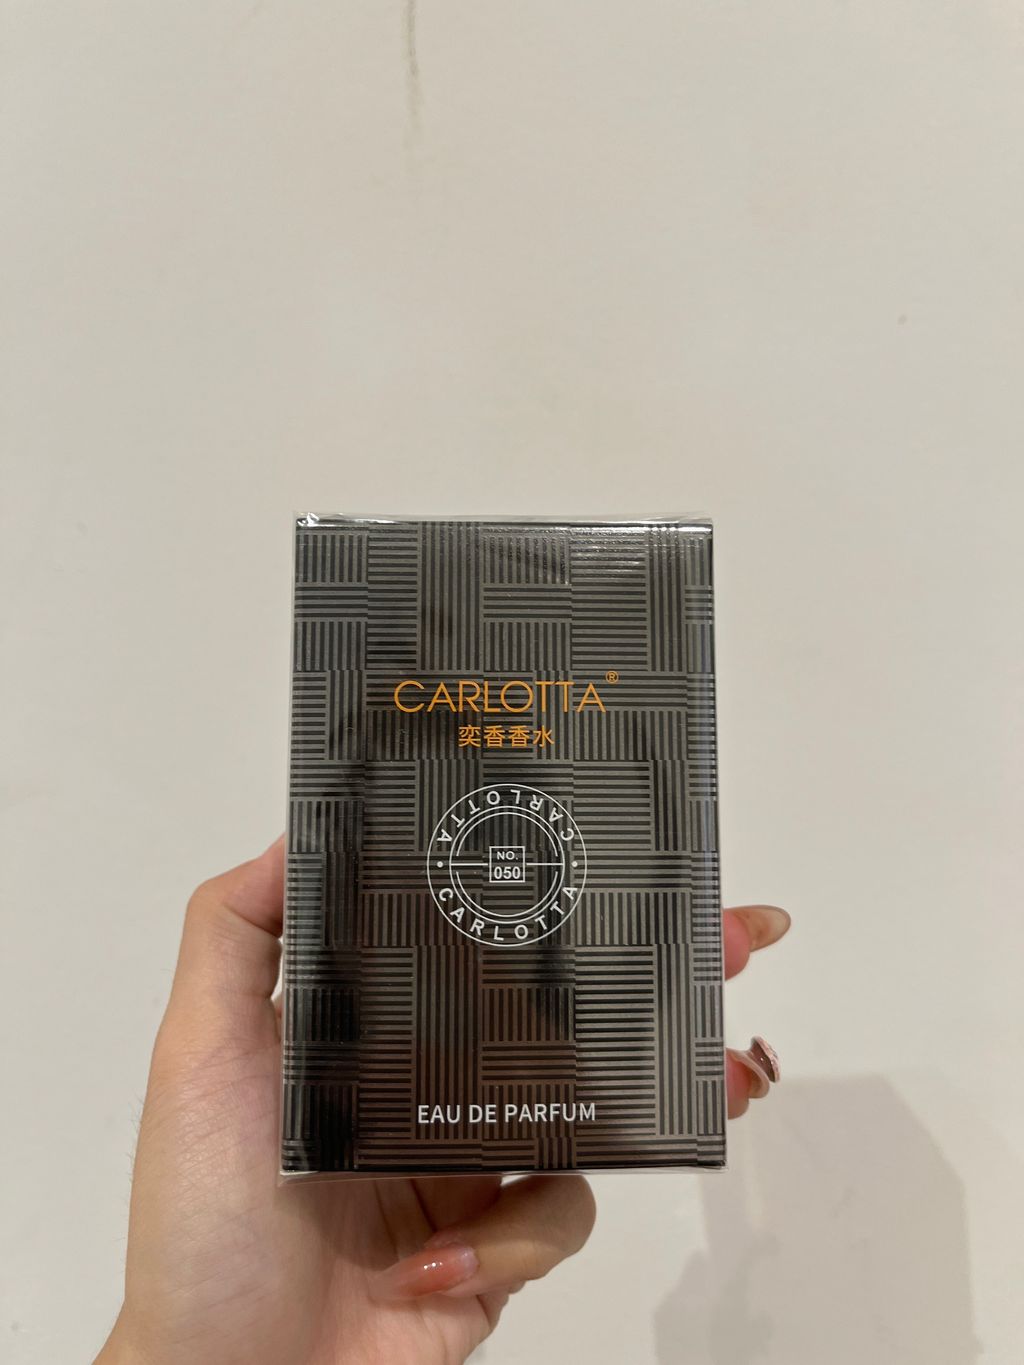 CARLOTTA®
奕香香水
CARLOTTA
NO.
050
CARLOTTA
EAU DE PARFUM